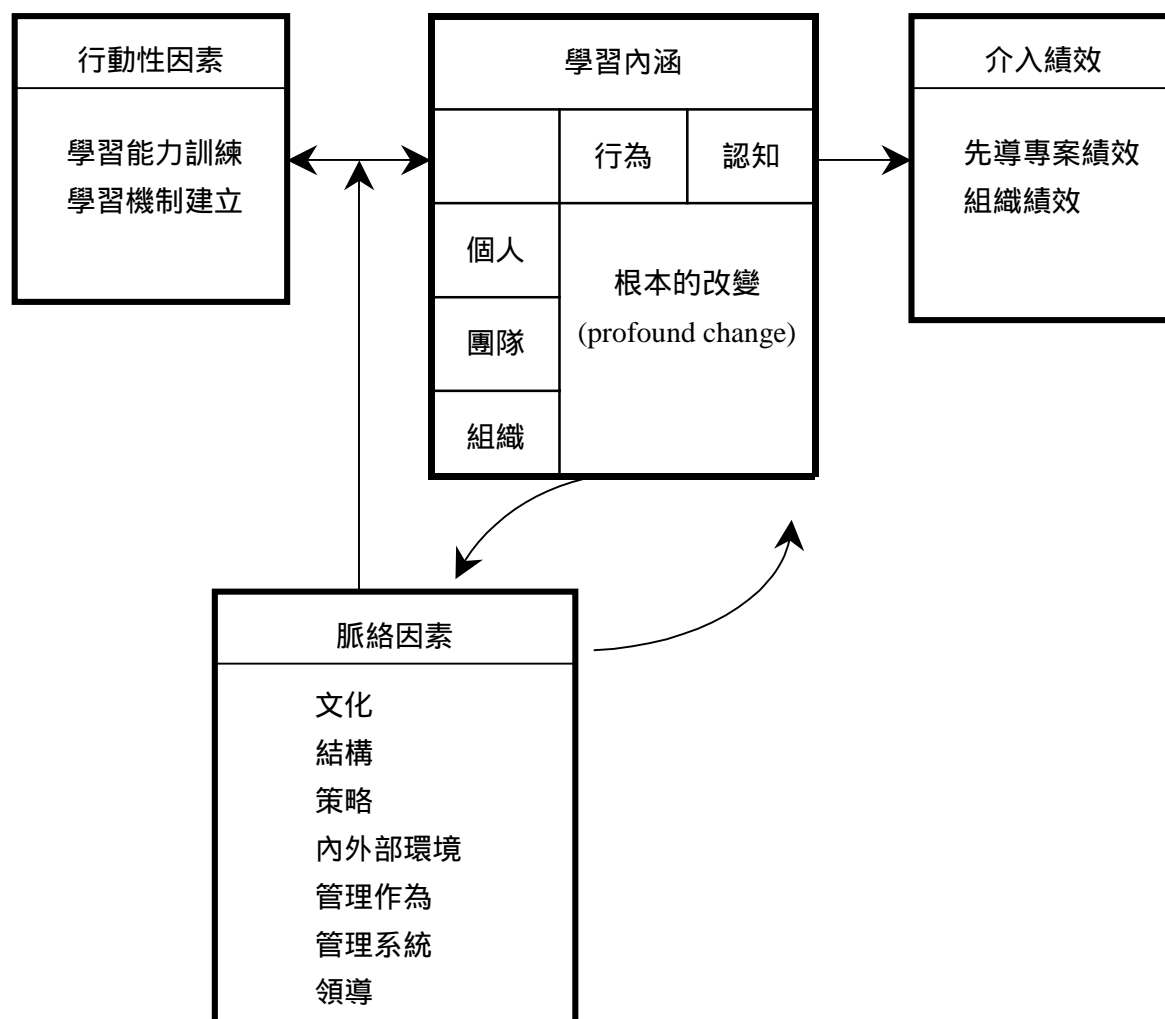 行動性因素
學習能力訓練
學習機制建立
學習內涵
行為
認知
個人
團隊
組織
根本的改變
(profound change)
介入績效
先導專案績效
組織績效
脈絡因素
文化
結構
策略
內外部環境
管理作為
管理系統
領導